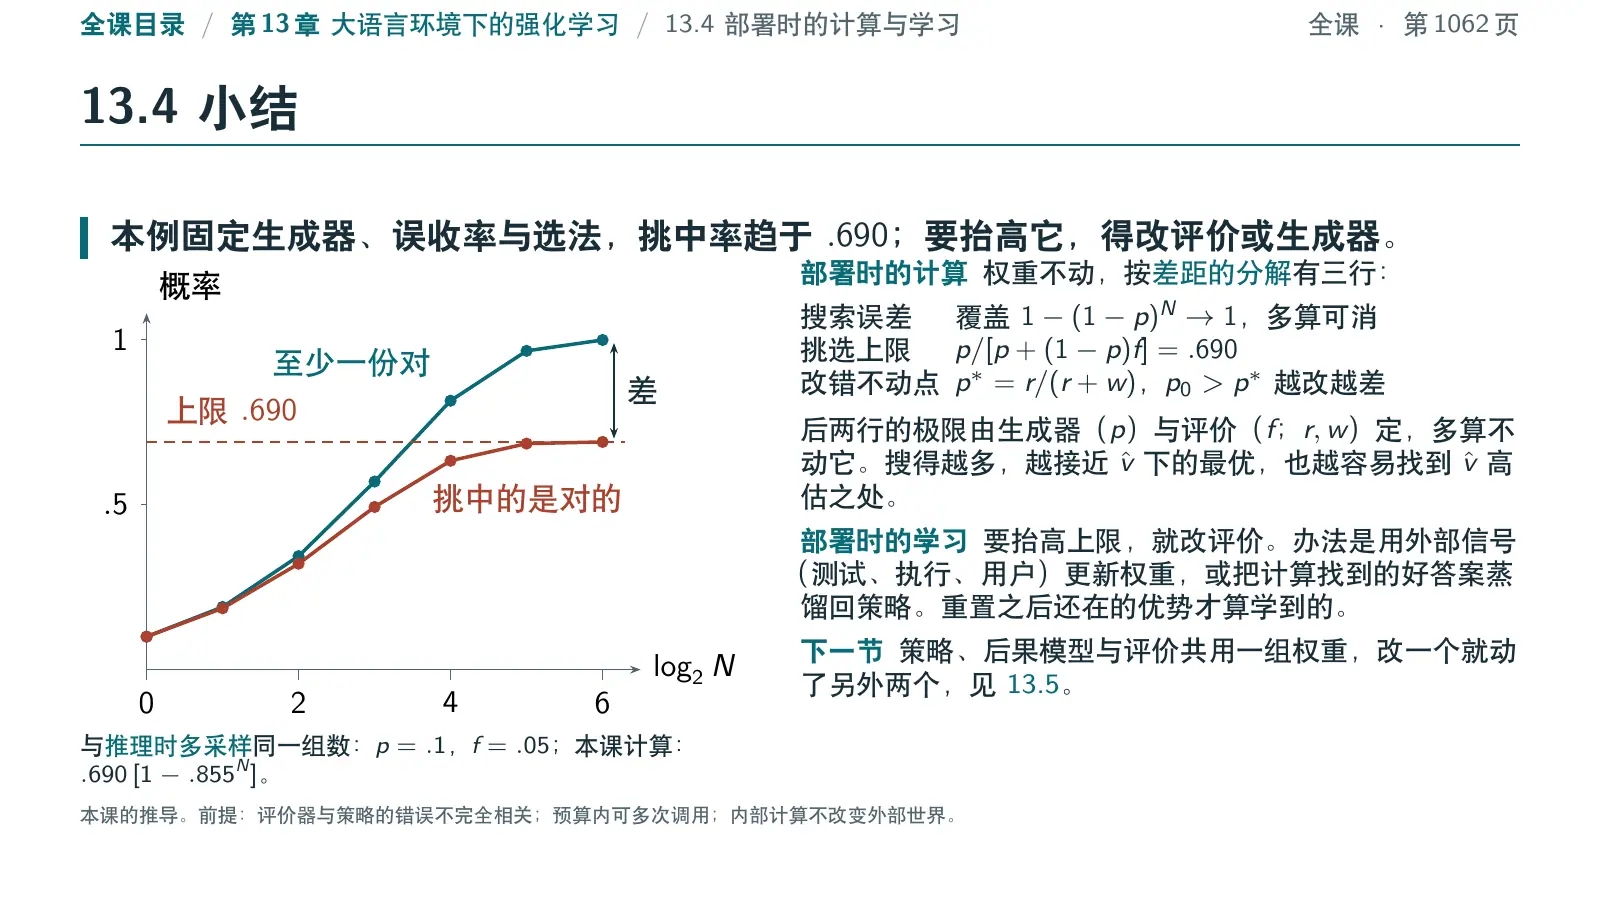 全课目录 / 第 13 章 大语言环境下的强化学习 / 13.4 部署时的计算与学习
全课 · 第 1062 页
13.4 小结
本例固定生成器、误收率与选法，挑中率趋于 .690；要抬高它，得改评价或生成器。
概率
1
.5
至少一份对
上限 .690
差
挑中的是对的
log₂ N
0 2 4 6
与推理时多采样同一组数：p = .1，f = .05；本课计算：
.690 [1 − .855^N]。
部署时的计算 权重不动，按差距的分解有三行：
搜索误差 覆盖 1 − (1 − p)^N → 1，多算可消
挑选上限 p/[p + (1 − p)f] = .690
改错不动点 p* = r/(r + w)，p₀ > p* 越改越差
后两行的极限由生成器（p）与评价（f；r, w）定，多算不
动它。搜得越多，越接近 v̂ 下的最优，也越容易找到 v̂ 高
估之处。
部署时的学习 要抬高上限，就改评价。办法是用外部信号
（测试、执行、用户）更新权重，或把计算找到的好答案蒸
馏回策略。重置之后还在的优势才算学到的。
下一节 策略、后果模型与评价共用一组权重，改一个就动
了另外两个，见 13.5。
本课的推导。前提：评价器与策略的错误不完全相关；预算内可多次调用；内部计算不改变外部世界。